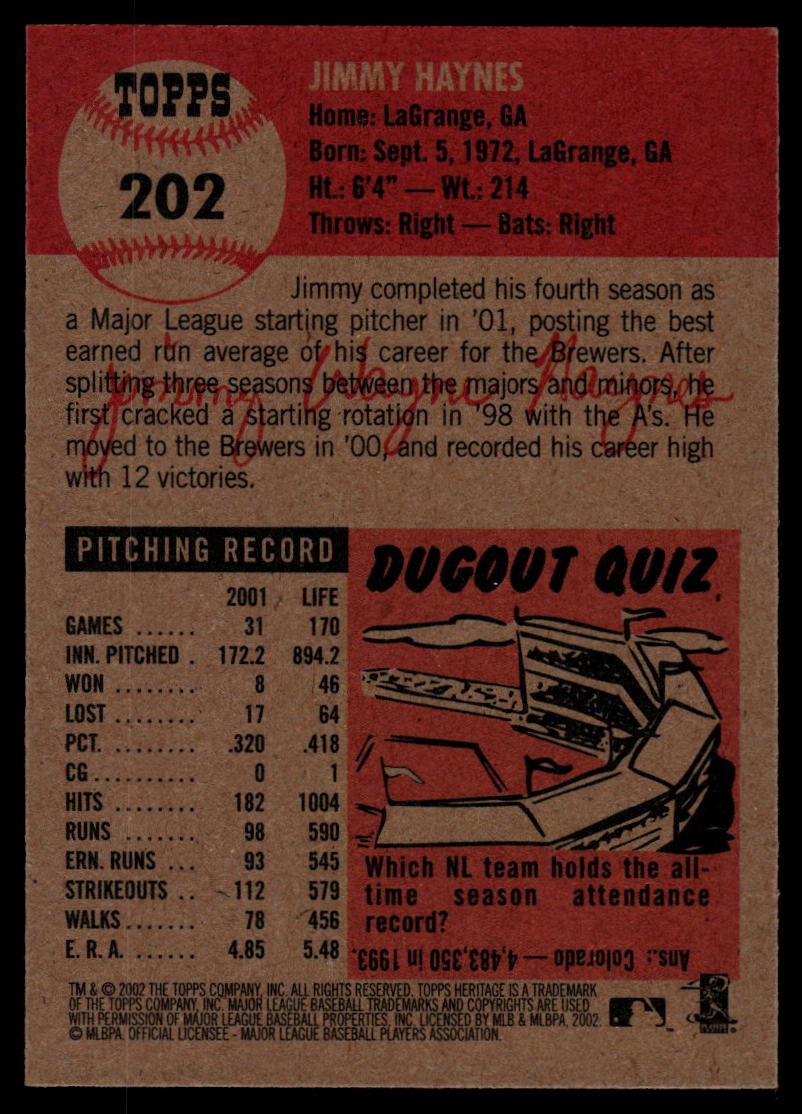 TOPPS
202
JIMMY HAYNES
Home: LaGrange, GA
Born: Sept. 5, 1972, LaGrange, GA
Ht.: 6'4" — Wt.: 214
Throws: Right — Bats: Right
Jimmy completed his fourth season as
a Major League starting pitcher in '01, posting the best
earned run average of his career for the Brewers. After
splitting three seasons between the majors and minors, he
first cracked a starting rotation in '98 with the A's. He
moved to the Brewers in '00, and recorded his career high
with 12 victories.
Jimmy Wayne Haynes
PITCHING RECORD
2001 LIFE
GAMES ...... 31 170
INN. PITCHED . 172.2 894.2
WON ........ 8 46
LOST ........ 17 64
PCT. ........ .320 .418
CG.......... 0 1
HITS ........ 182 1004
RUNS ....... 98 590
ERN. RUNS ... 93 545
STRIKEOUTS .. 112 579
WALKS....... 78 456
E. R. A. ...... 4.85 5.48
DUGOUT QUIZ
Which NL team holds the all-
time season attendance
record?
Ans.: Colorado — 4,483,350 in 1993.
TM & © 2002 THE TOPPS COMPANY, INC. ALL RIGHTS RESERVED. TOPPS HERITAGE IS A TRADEMARK
OF THE TOPPS COMPANY, INC. MAJOR LEAGUE BASEBALL TRADEMARKS AND COPYRIGHTS ARE USED
WITH PERMISSION OF MAJOR LEAGUE BASEBALL PROPERTIES, INC. LICENSED BY MLB & MLBPA, 2002.
© MLBPA. OFFICIAL LICENSEE - MAJOR LEAGUE BASEBALL PLAYERS ASSOCIATION.